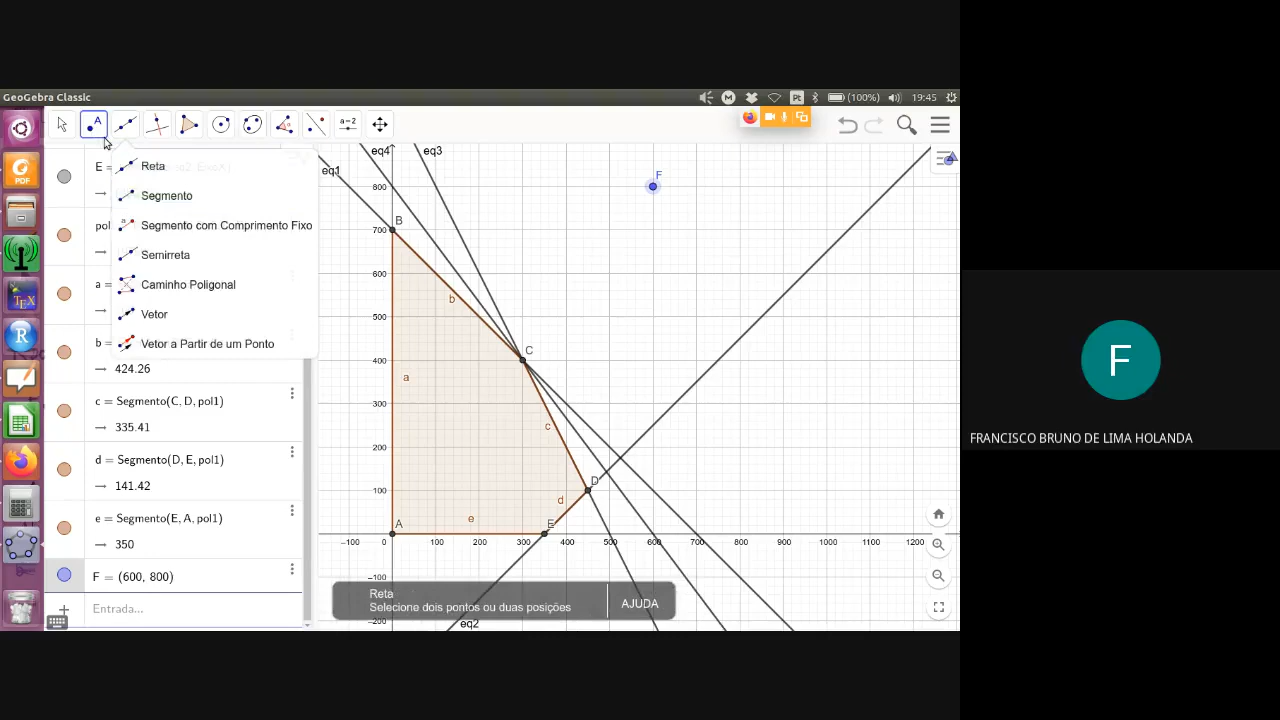 GeoGebra Classic
M
Pt
(100%)
19:45
PDF
TEX
R
A
a=2
Reta
Segmento
Segmento com Comprimento Fixo
Semirreta
Caminho Poligonal
Vetor
Vetor a Partir de um Ponto
E =
→
pol
→
a =
→
b =
→ 424.26
c = Segmento(C, D, pol1)
→ 335.41
d = Segmento(D, E, pol1)
→ 141.42
e = Segmento(E, A, pol1)
→ 350
F = (600, 800)
Entrada...
eq1
eq4
eq3
eq2
F
B
C
D
E
A
a
b
c
d
e
800
700
600
500
400
300
200
100
−100
−200
−100
0
100
200
300
400
500
600
700
800
900
1000
1100
1200
Reta
Selecione dois pontos ou duas posições
AJUDA
F
FRANCISCO BRUNO DE LIMA HOLANDA